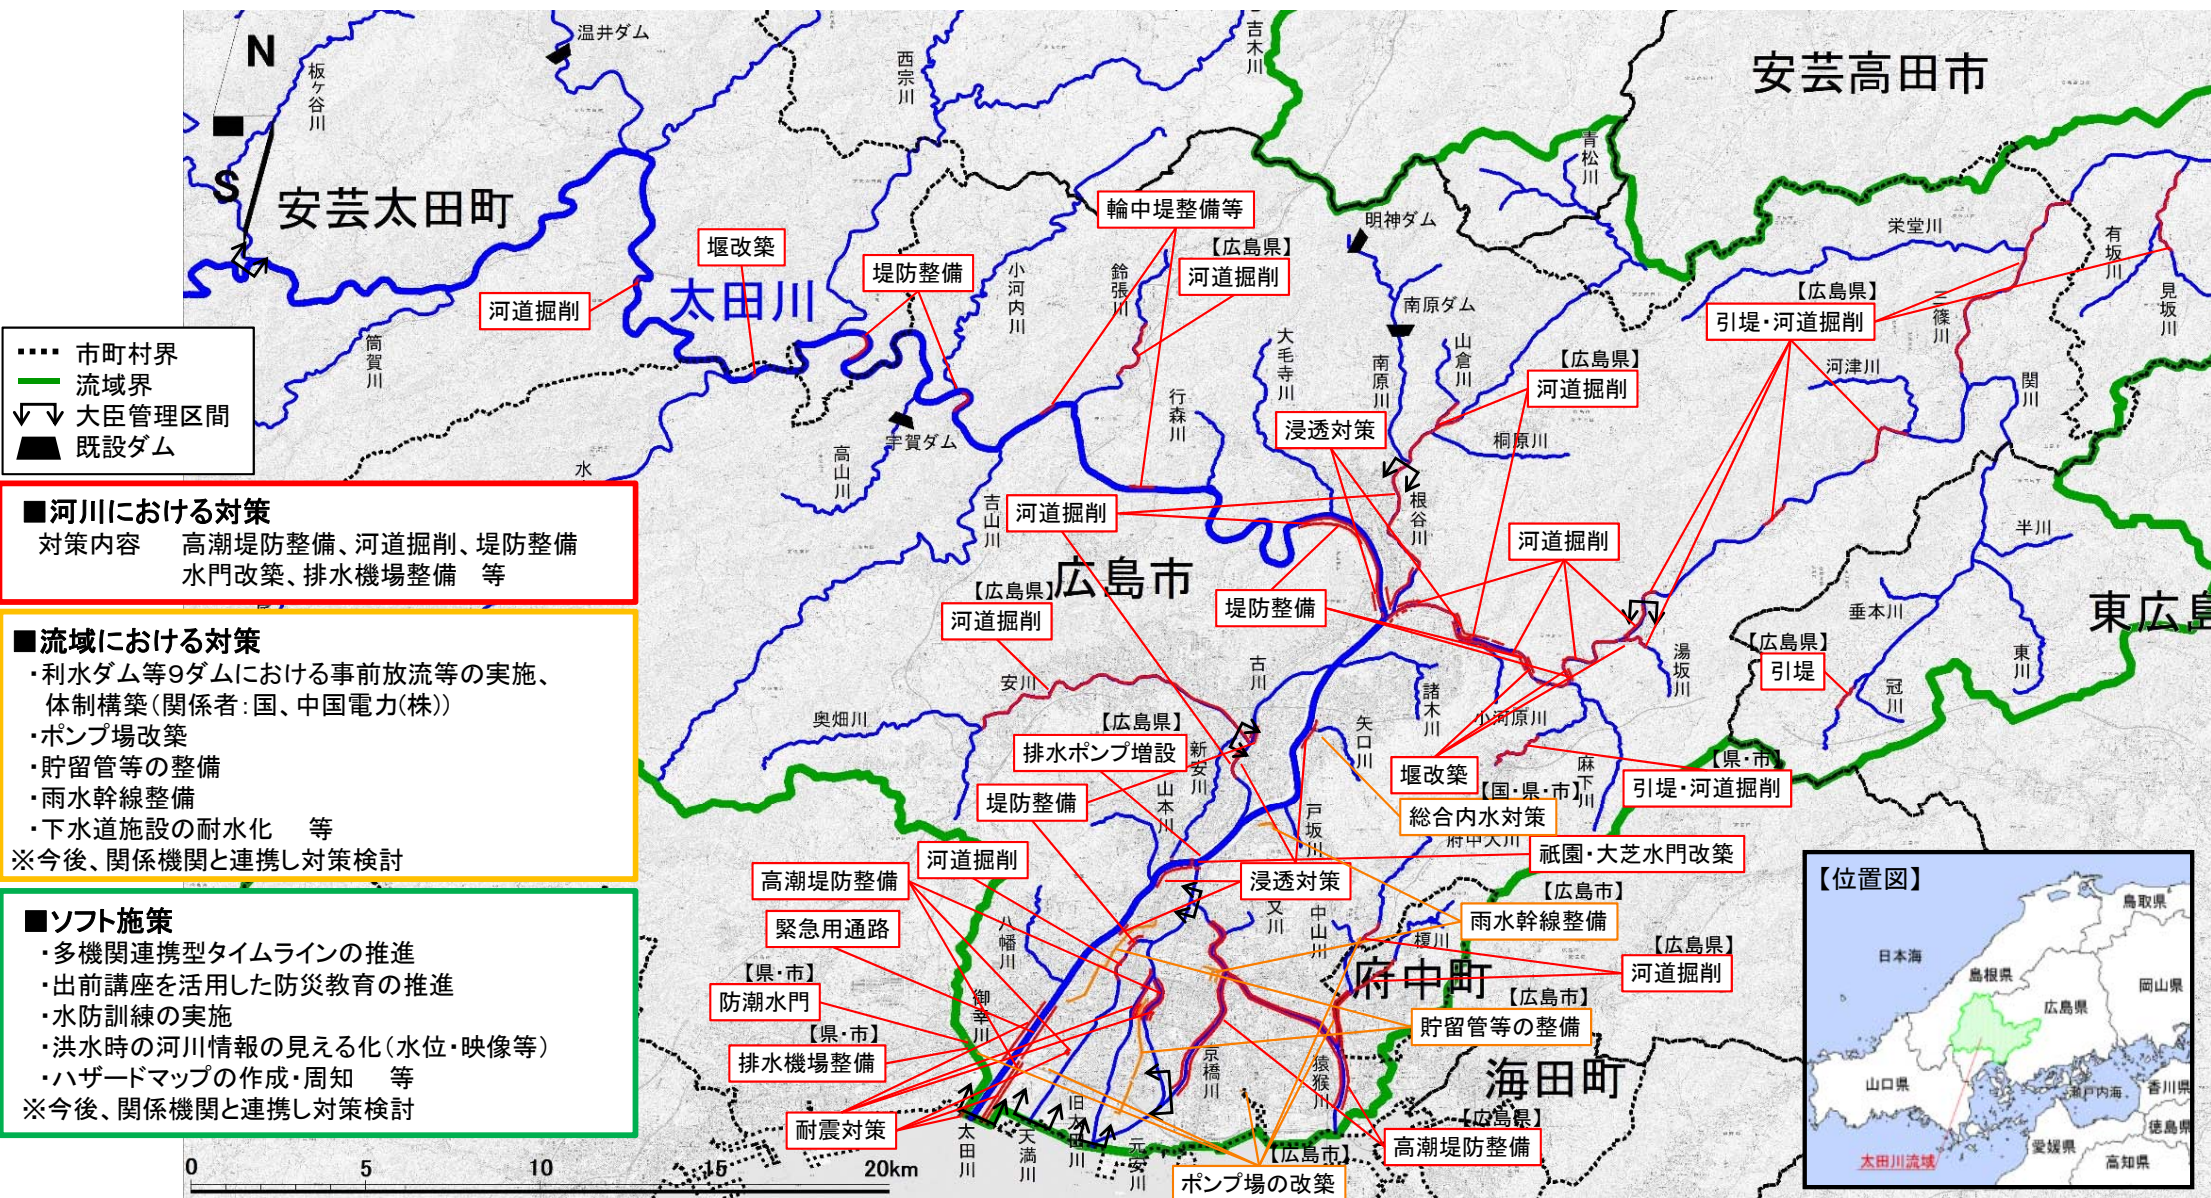 N
S
板ヶ谷川
温井ダム
西宗川
吉木川
安芸高田市
安芸太田町
青松川
明神ダム
栄堂川
有坂川
見坂川
輪中堤整備等
【広島県】
河道掘削
堰改築
堤防整備
小河内川
鈴張川
河道掘削
太田川
南原ダム
【広島県】
引堤・河道掘削
三篠川
市町村界
流域界
大臣管理区間
既設ダム
筒賀川
大毛寺川
南原川
山倉川
【広島県】
河道掘削
河津川
関川
行森川
浸透対策
桐原川
宇賀ダム
高山川
水
吉山川
河道掘削
根谷川
河道掘削
半川
■河川における対策
対策内容 高潮堤防整備、河道掘削、堤防整備
水門改築、排水機場整備 等
広島市
【広島県】
河道掘削
堤防整備
垂本川
東広島
【広島県】
引堤
東川
冠川
湯坂川
■流域における対策
・利水ダム等9ダムにおける事前放流等の実施、
体制構築(関係者:国、中国電力(株))
・ポンプ場改築
・貯留管等の整備
・雨水幹線整備
・下水道施設の耐水化 等
※今後、関係機関と連携し対策検討
古川
安川
奥畑川
諸木川
小河原川
矢口川
【広島県】
排水ポンプ増設
新安川
堰改築
麻下川
【県・市】
引堤・河道掘削
堤防整備
山本川
【国・県・市】
総合内水対策
戸坂川
府中大川
祇園・大芝水門改築
河道掘削
高潮堤防整備
浸透対策
【広島市】
雨水幹線整備
■ソフト施策
・多機関連携型タイムラインの推進
・出前講座を活用した防災教育の推進
・水防訓練の実施
・洪水時の河川情報の見える化(水位・映像等)
・ハザードマップの作成・周知 等
※今後、関係機関と連携し対策検討
緊急用通路
八幡川
又川
中山川
榎川
【広島県】
河道掘削
府中町
【県・市】
防潮水門
御幸川
【広島市】
貯留管等の整備
【県・市】
排水機場整備
京橋川
猿猴川
海田町
耐震対策
【広島県】
高潮堤防整備
太田川
天満川
旧太田川
元安川
【広島市】
ポンプ場の改築
0 5 10 15 20km
【位置図】
鳥取県
日本海
島根県
岡山県
広島県
山口県
瀬戸内海
香川県
徳島県
愛媛県
高知県
太田川流域